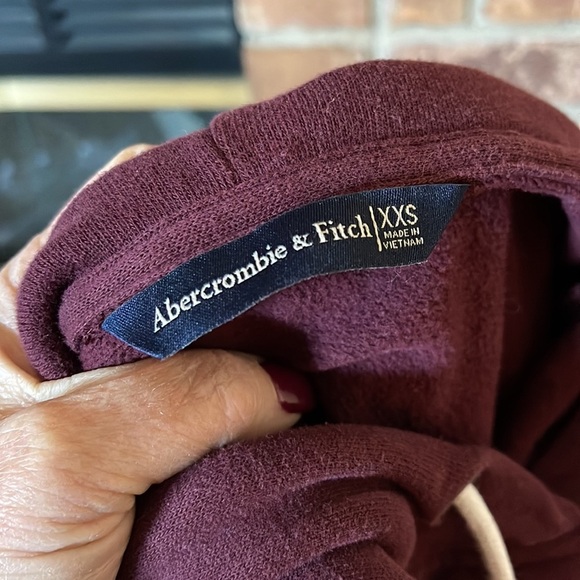 Abercrombie & Fitch XXS
MADE IN
VIETNAM